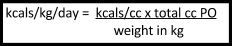 kcals/kg/day = kcals/cc x total cc PO
weight in kg